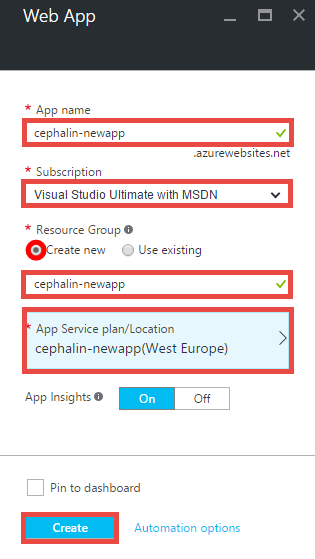 Web App
* App name
cephalin-newapp
.azurewebsites.net
* Subscription
Visual Studio Ultimate with MSDN
* Resource Group
Create new Use existing
cephalin-newapp
* App Service plan/Location
cephalin-newapp(West Europe)
App Insights On Off
Pin to dashboard
Create Automation options